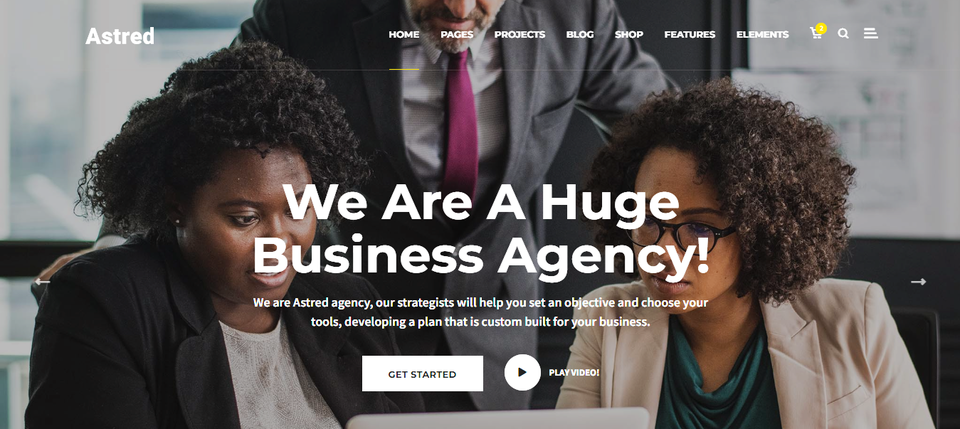 Astred
HOME PAGES PROJECTS BLOG SHOP FEATURES ELEMENTS
We Are A Huge
Business Agency!
We are Astred agency, our strategists will help you set an objective and choose your
tools, developing a plan that is custom built for your business.
GET STARTED
PLAY VIDEO!